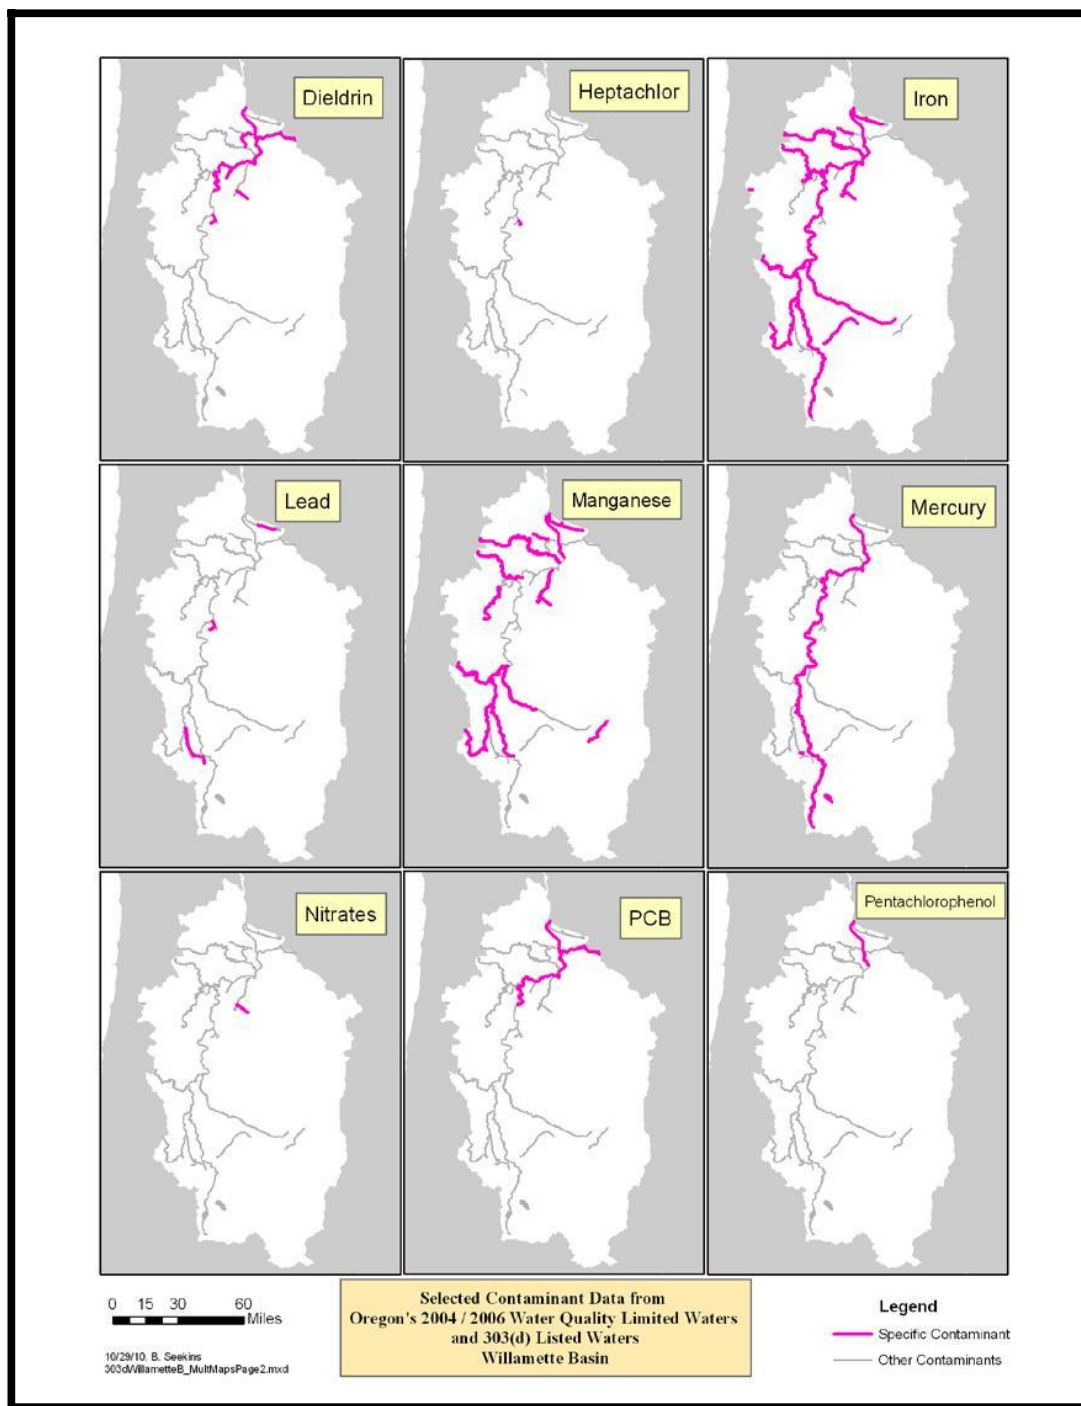 Dieldrin
Heptachlor
Iron
Lead
Manganese
Mercury
Nitrates
PCB
Pentachlorophenol
0 15 30 60
Miles
10/29/10, B. Seekins
303d/WillametteB_MultMapsPage2.mxd
Selected Contaminant Data from
Oregon's 2004 / 2006 Water Quality Limited Waters
and 303(d) Listed Waters
Willamette Basin
Legend
Specific Contaminant
Other Contaminants